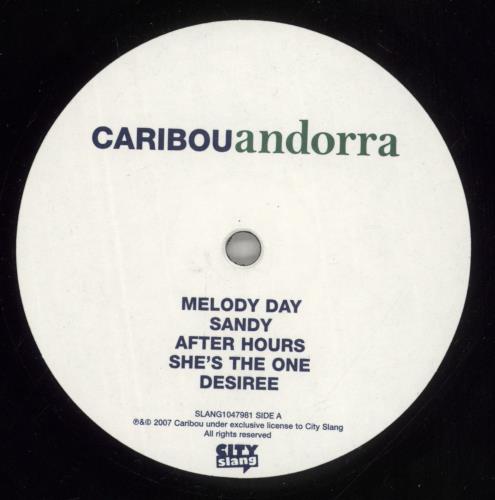 CARIBOUandorra
MELODY DAY
SANDY
AFTER HOURS
SHE'S THE ONE
DESIREE
SLANG1047981 SIDE A
℗&© 2007 Caribou under exclusive license to City Slang
All rights reserved
CITY
slang